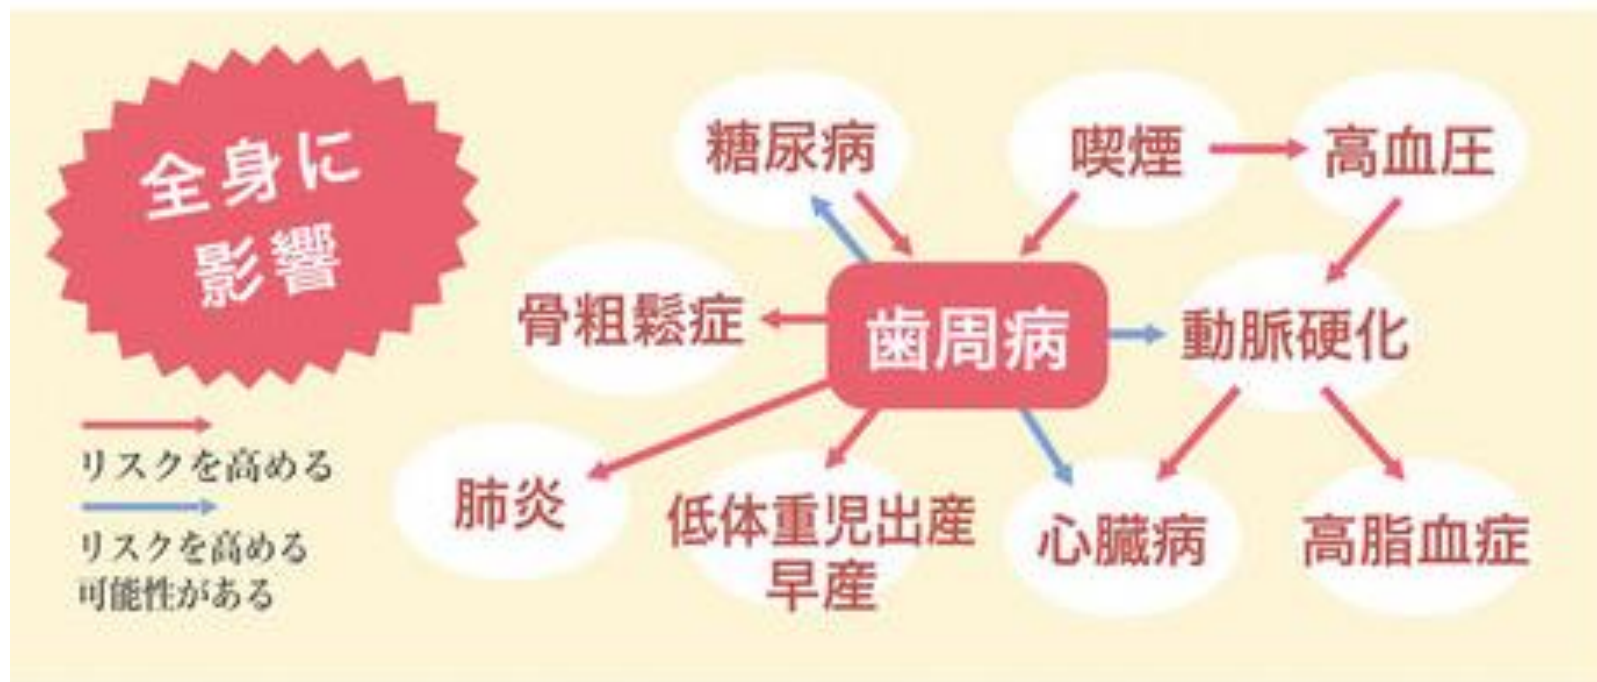 全身に
影響
糖尿病
喫煙
高血圧
骨粗鬆症
歯周病
動脈硬化
リスクを高める
リスクを高める
可能性がある
肺炎
低体重児出産
早産
心臓病
高脂血症